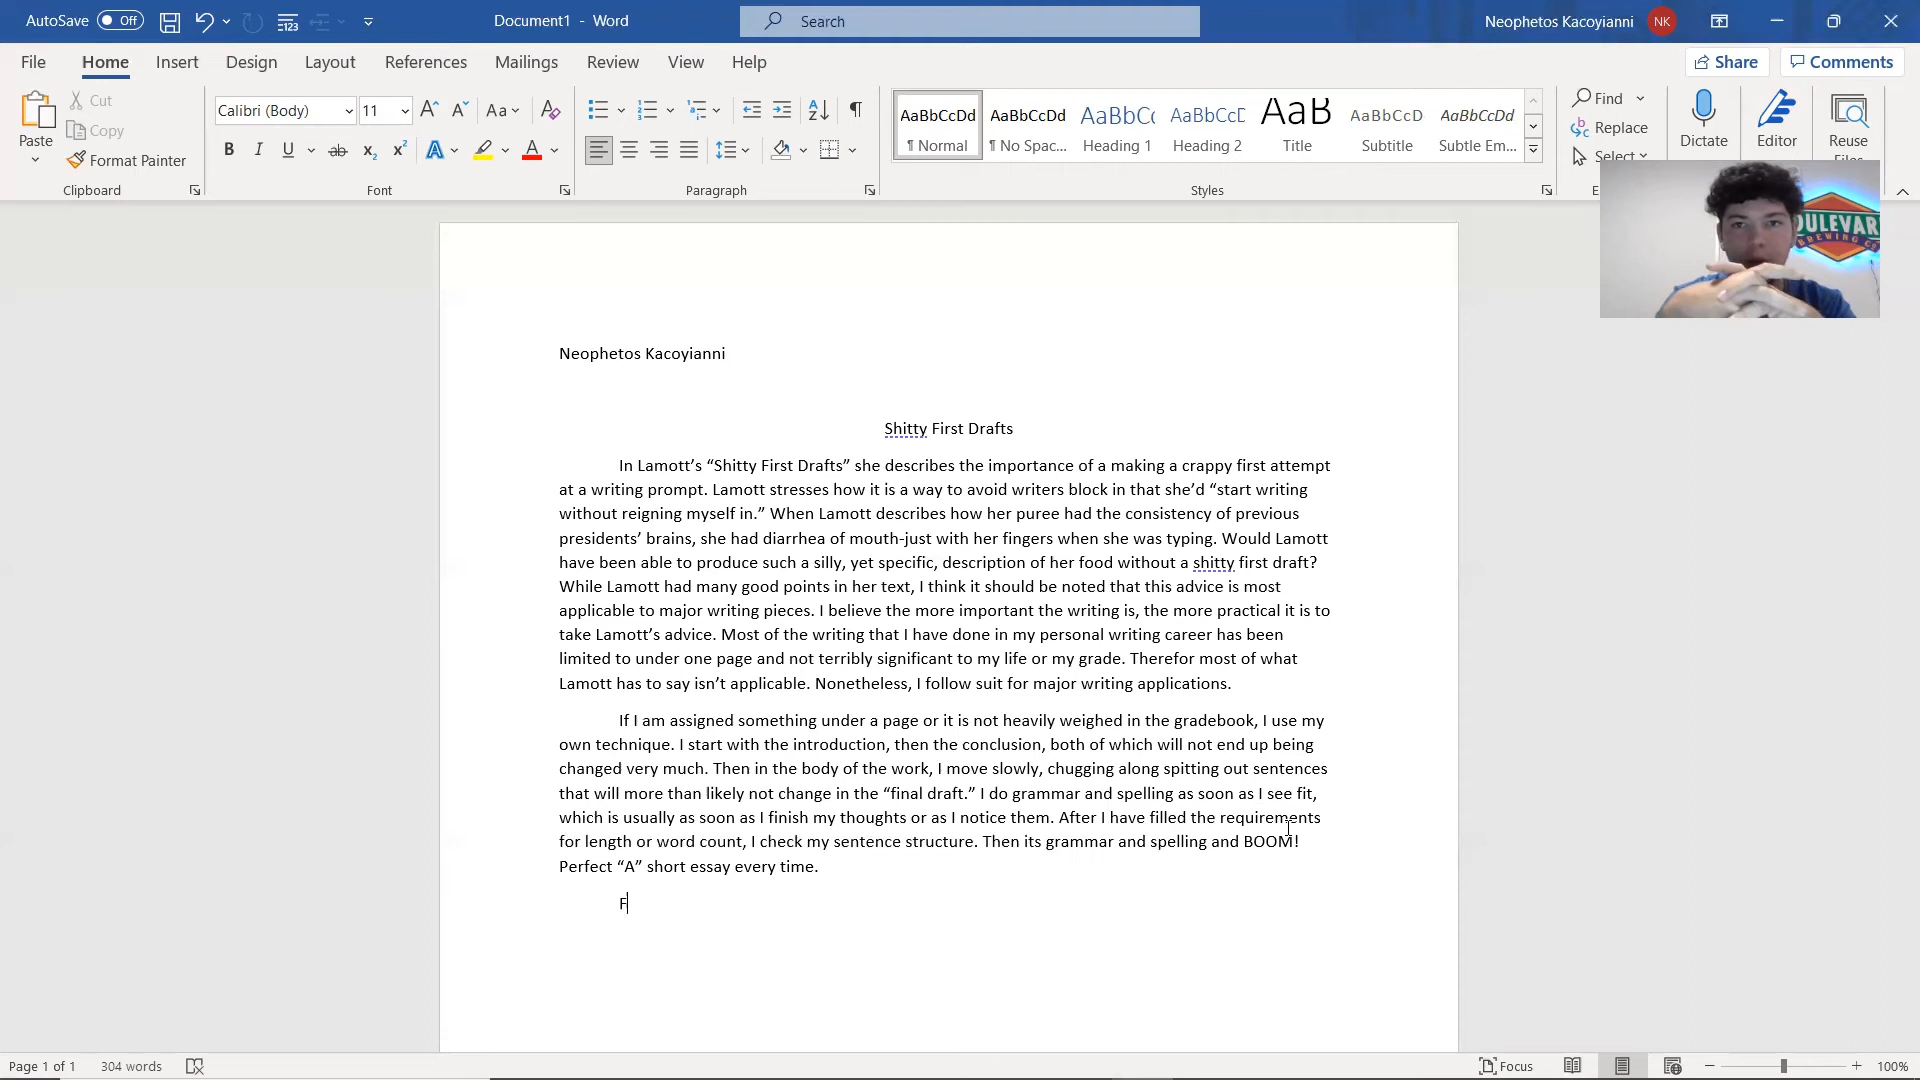 AutoSave Off Document1 - Word Search Neophetos Kacoyianni NK
File Home Insert Design Layout References Mailings Review View Help Share Comments
Paste Cut Copy Format Painter Clipboard
Calibri (Body) 11 Aa Font
Paragraph
AaBbCcDd AaBbCcDd AaBbCc AaBbCcD AaB AaBbCcD AaBbCcDd
¶ Normal ¶ No Spac... Heading 1 Heading 2 Title Subtitle Subtle Em...
Styles
Find Replace Select
Dictate Editor Reuse Files
OULEVAR
BREWING CO
Neophetos Kacoyianni
Shitty First Drafts
In Lamott’s “Shitty First Drafts” she describes the importance of a making a crappy first attempt
at a writing prompt. Lamott stresses how it is a way to avoid writers block in that she’d “start writing
without reigning myself in.” When Lamott describes how her puree had the consistency of previous
presidents’ brains, she had diarrhea of mouth-just with her fingers when she was typing. Would Lamott
have been able to produce such a silly, yet specific, description of her food without a shitty first draft?
While Lamott had many good points in her text, I think it should be noted that this advice is most
applicable to major writing pieces. I believe the more important the writing is, the more practical it is to
take Lamott’s advice. Most of the writing that I have done in my personal writing career has been
limited to under one page and not terribly significant to my life or my grade. Therefor most of what
Lamott has to say isn’t applicable. Nonetheless, I follow suit for major writing applications.
If I am assigned something under a page or it is not heavily weighed in the gradebook, I use my
own technique. I start with the introduction, then the conclusion, both of which will not end up being
changed very much. Then in the body of the work, I move slowly, chugging along spitting out sentences
that will more than likely not change in the “final draft.” I do grammar and spelling as soon as I see fit,
which is usually as soon as I finish my thoughts or as I notice them. After I have filled the requirements
for length or word count, I check my sentence structure. Then its grammar and spelling and BOOM!
Perfect “A” short essay every time.
F
Page 1 of 1 304 words Focus 100%